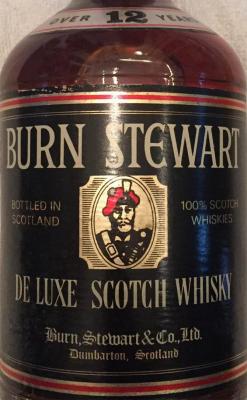 OVER 12 YEARS
BURN STEWART
BOTTLED IN
SCOTLAND
100% SCOTCH
WHISKIES
DE LUXE SCOTCH WHISKY
Burn, Stewart & Co., Ltd.
Dumbarton, Scotland